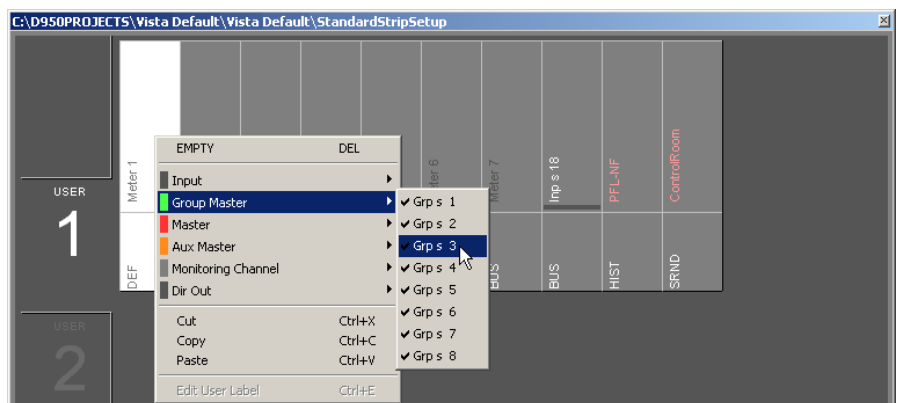 C:\D950PROJECTS\Vista Default\Vista Default\StandardStripSetup
USER
1
Meter 1
DEF
Meter 7
BUS
Inp s 18
BUS
PFL-NF
HIST
ControlRoom
SRND
EMPTY DEL
Input
Group Master
Master
Aux Master
Monitoring Channel
Dir Out
Cut Ctrl+X
Copy Ctrl+C
Paste Ctrl+V
Edit User Label Ctrl+E
Grp s 1
Grp s 2
Grp s 3
Grp s 4
Grp s 5
Grp s 6
Grp s 7
Grp s 8
USER
2